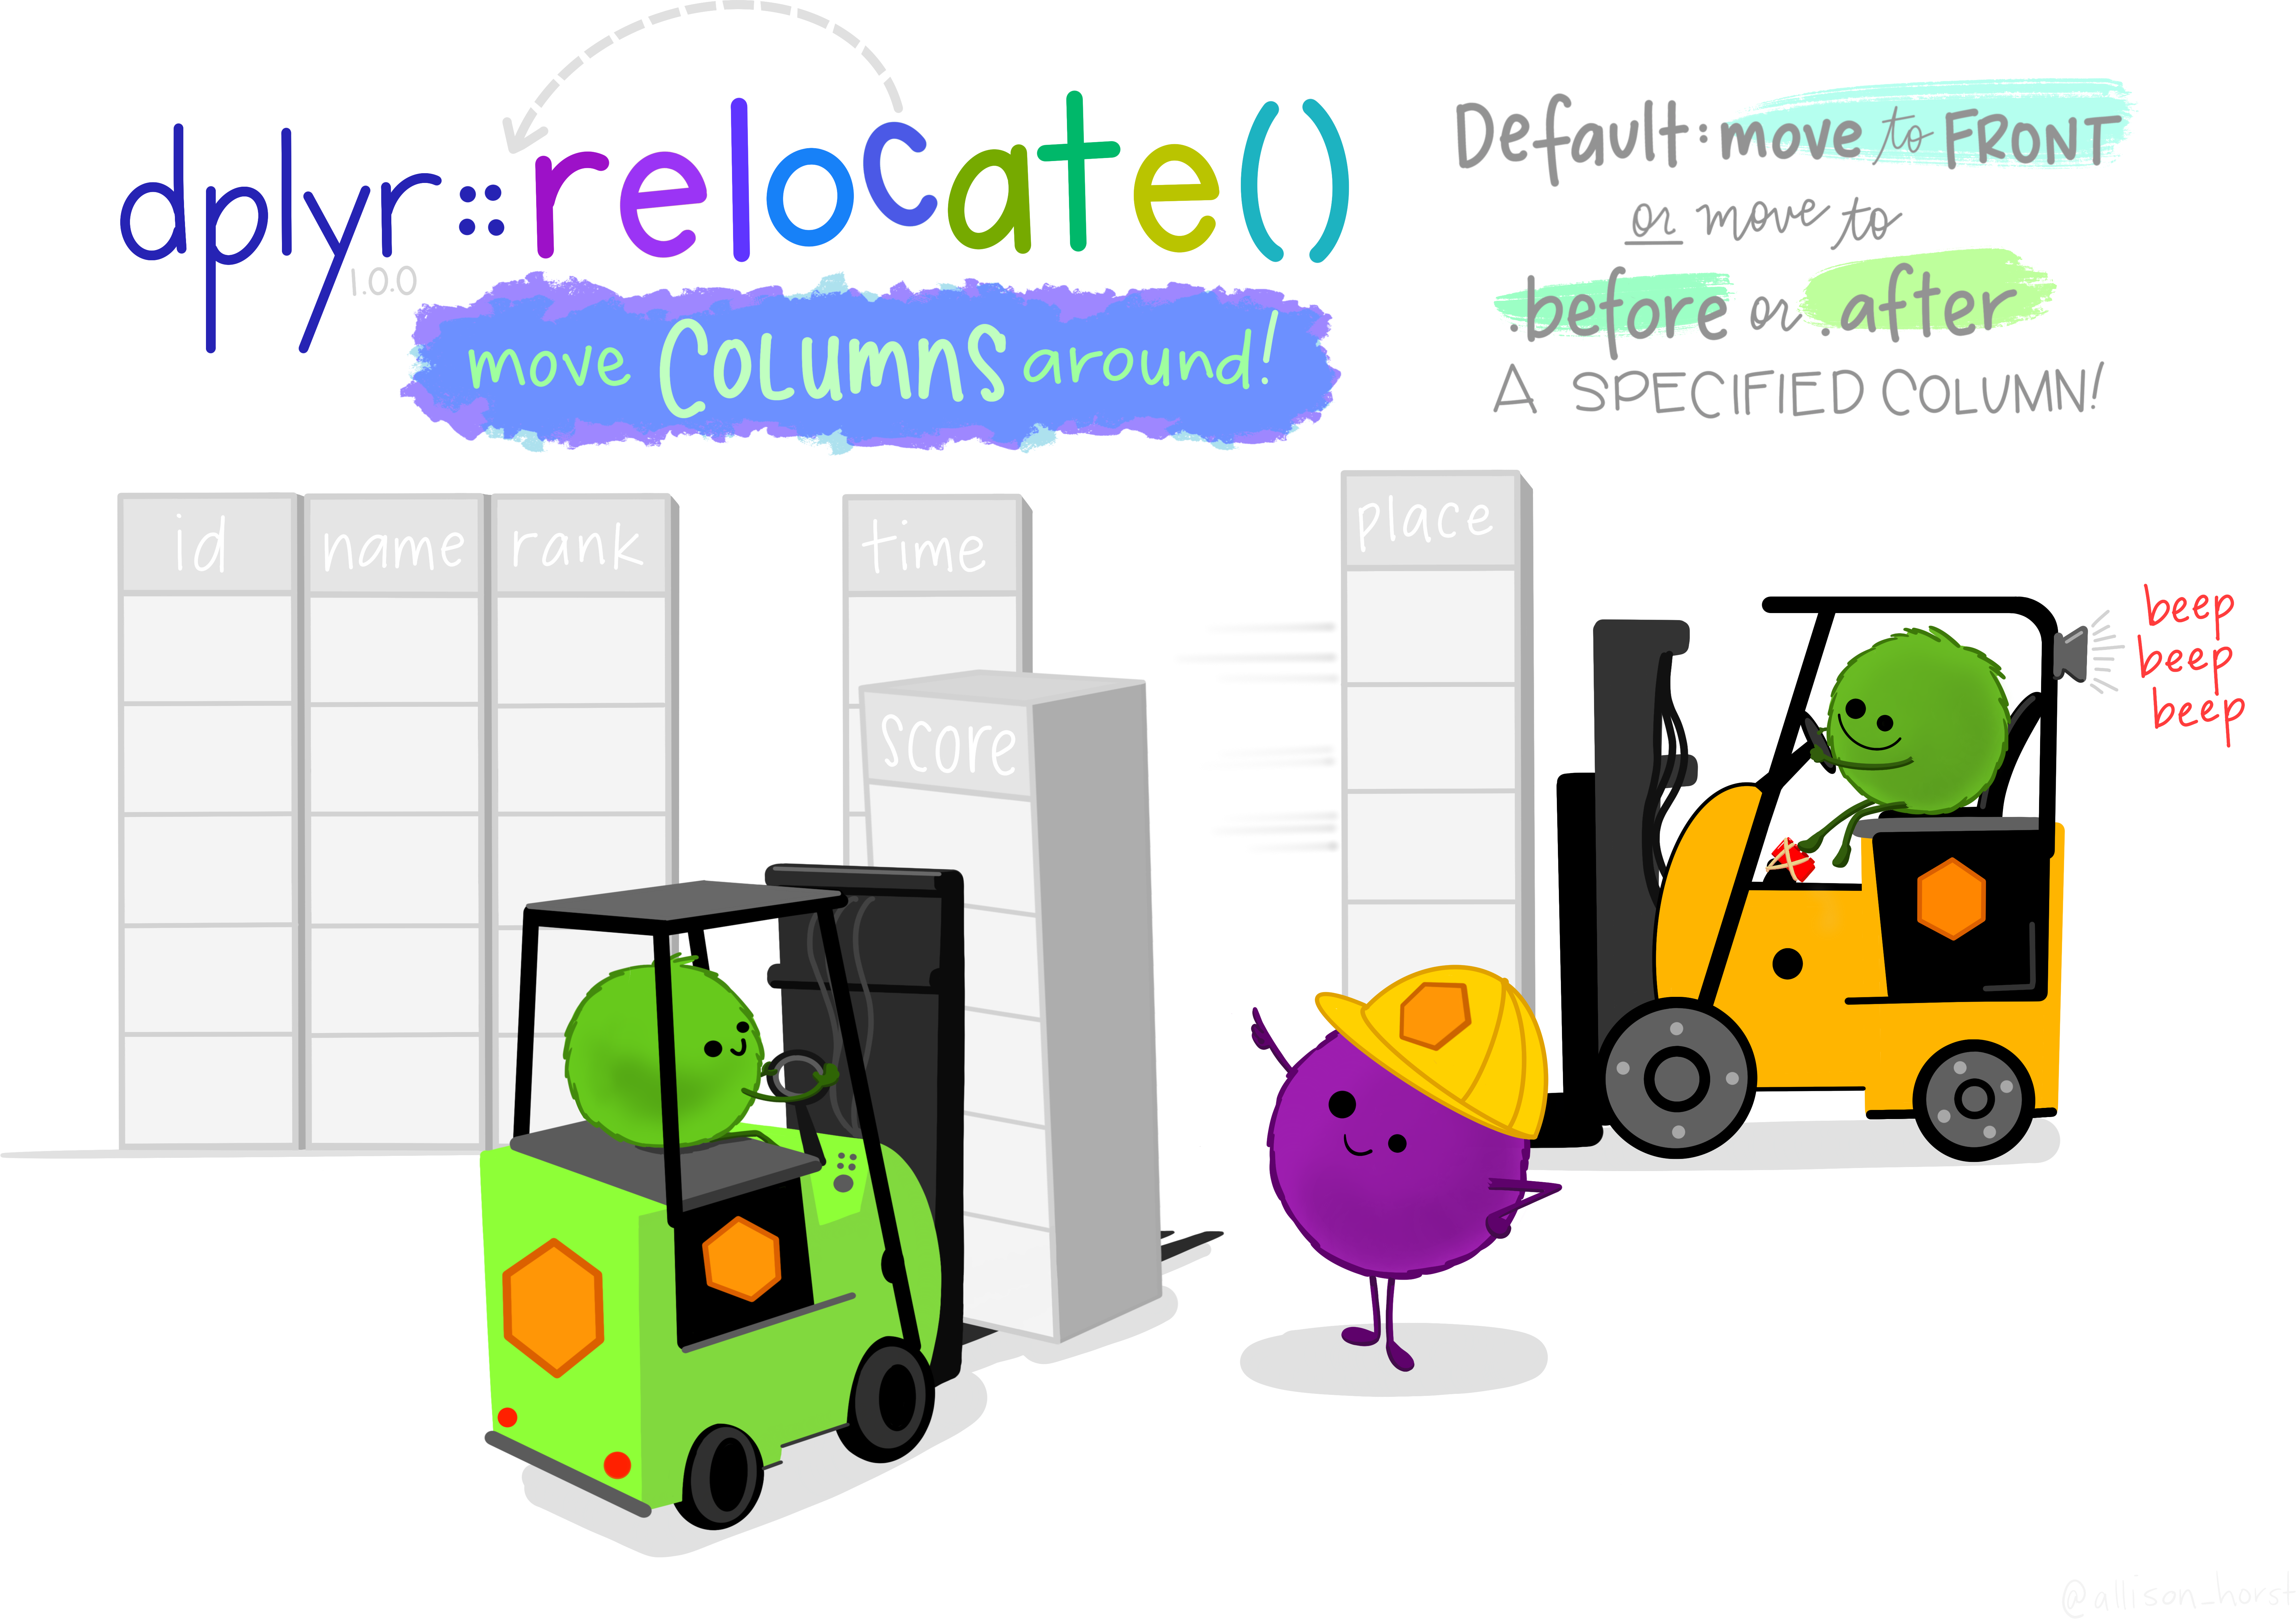 dplyr::relocate()
1.0.0
move COLUMNS around!
Default: move to FRONT
or move to
.before or .after
A SPECIFIED COLUMN!
id name rank time place
score
beep
beep
beep
@allison_horst